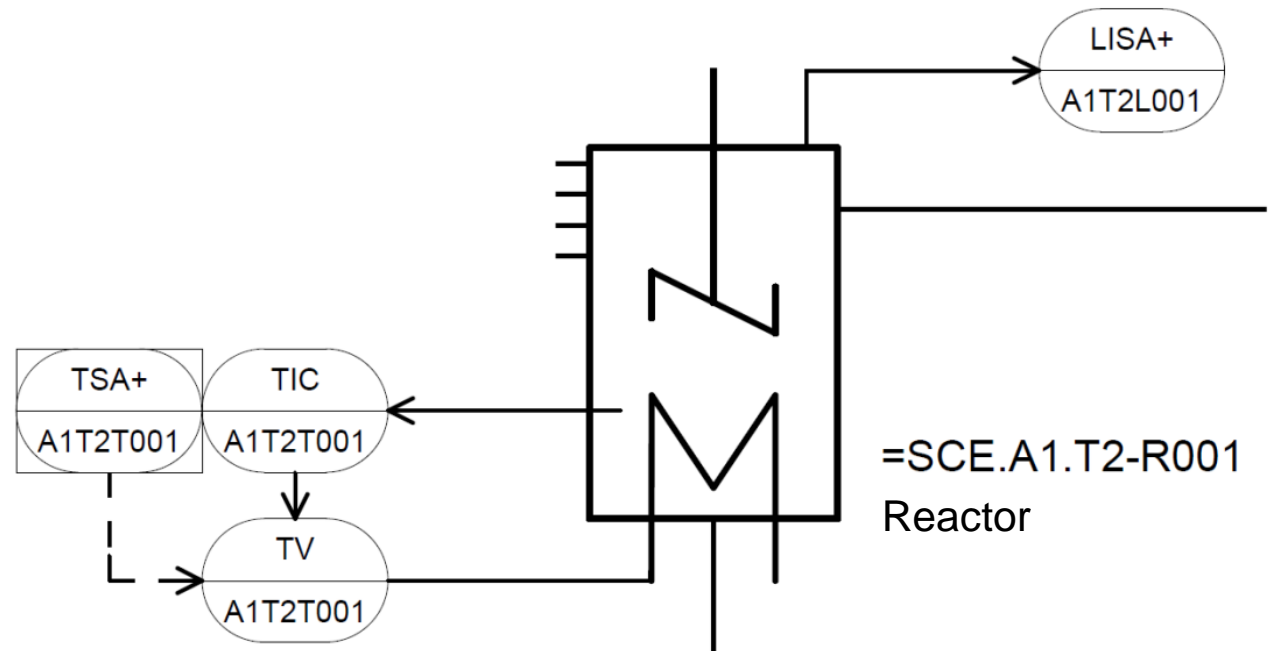 LISA+
A1T2L001
TSA+
A1T2T001
TIC
A1T2T001
=SCE.A1.T2-R001
Reactor
TV
A1T2T001